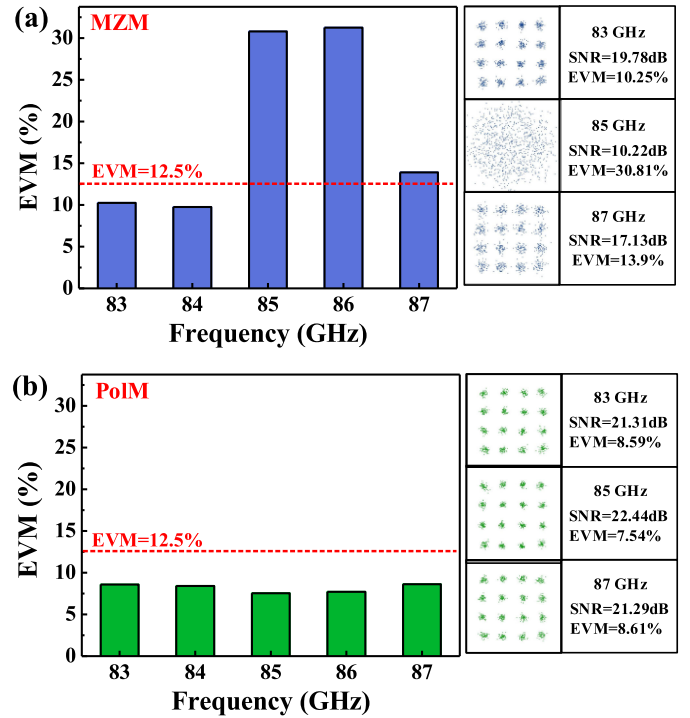 (a)
MZM
EVM (%)
30
25
20
15
10
5
0
EVM=12.5%
83 84 85 86 87
Frequency (GHz)
83 GHz
SNR=19.78dB
EVM=10.25%
85 GHz
SNR=10.22dB
EVM=30.81%
87 GHz
SNR=17.13dB
EVM=13.9%
(b)
PolM
EVM (%)
30
25
20
15
10
5
0
EVM=12.5%
83 84 85 86 87
Frequency (GHz)
83 GHz
SNR=21.31dB
EVM=8.59%
85 GHz
SNR=22.44dB
EVM=7.54%
87 GHz
SNR=21.29dB
EVM=8.61%